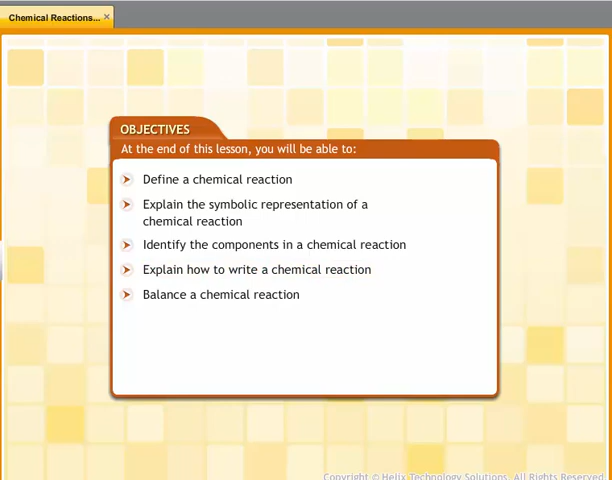 Chemical Reactions...
OBJECTIVES
At the end of this lesson, you will be able to:
Define a chemical reaction
Explain the symbolic representation of a
chemical reaction
Identify the components in a chemical reaction
Explain how to write a chemical reaction
Balance a chemical reaction
Copyright © Helix Technology Solutions. All Rights Reserved.